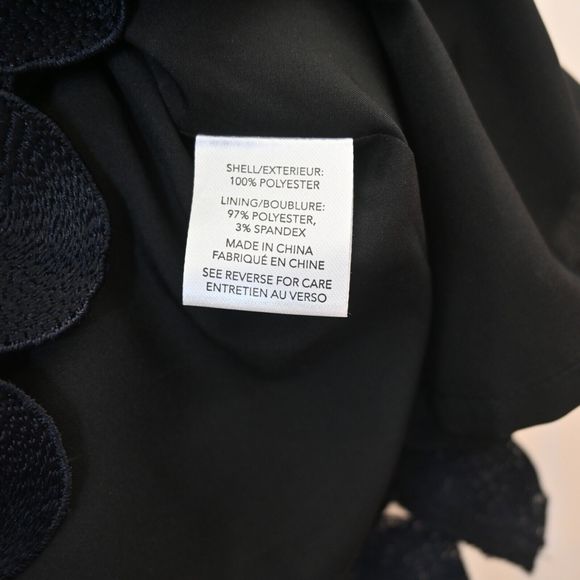 SHELL/EXTERIEUR:
100% POLYESTER
LINING/BOUBLURE:
97% POLYESTER,
3% SPANDEX
MADE IN CHINA
FABRIQUÉ EN CHINE
SEE REVERSE FOR CARE
ENTRETIEN AU VERSO